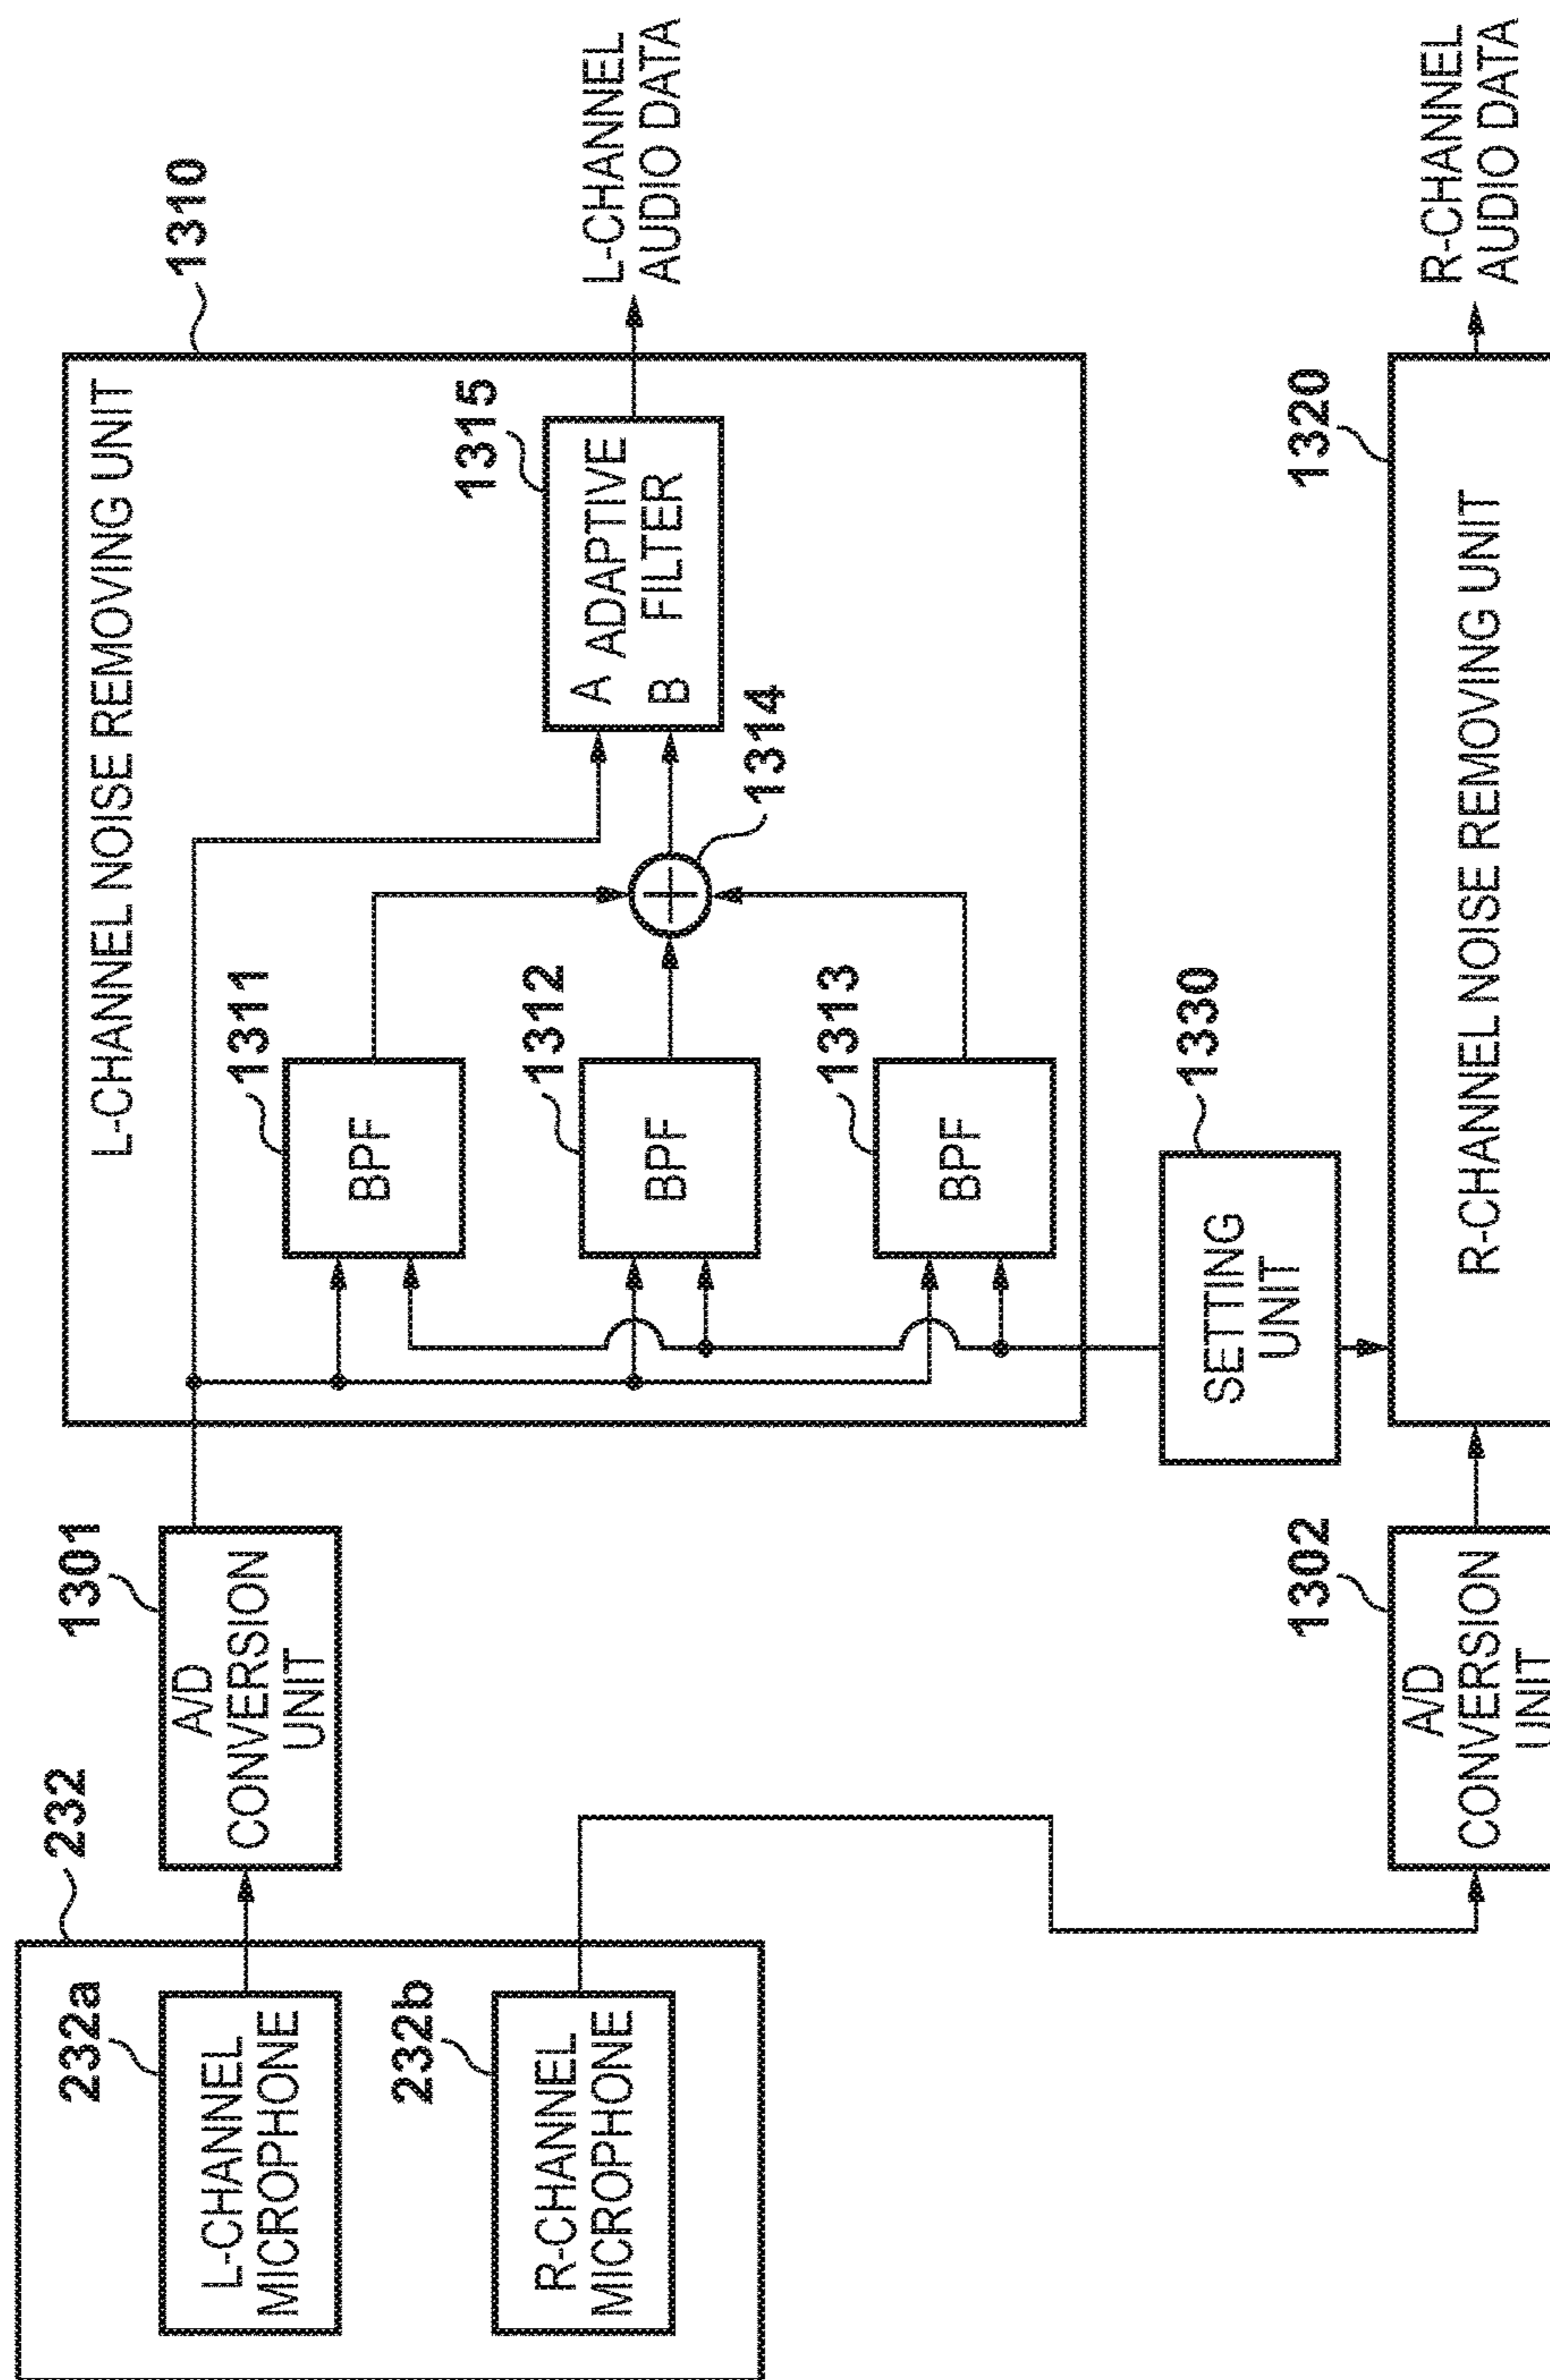 232
232a
L-CHANNEL
MICROPHONE
232b
R-CHANNEL
MICROPHONE
1301
A/D
CONVERSION
UNIT
1302
A/D
CONVERSION
UNIT
1310
L-CHANNEL NOISE REMOVING UNIT
1311
BPF
1312
BPF
1313
BPF
1314
1315
A ADAPTIVE
B FILTER
L-CHANNEL
AUDIO DATA
1330
SETTING
UNIT
1320
R-CHANNEL NOISE REMOVING UNIT
R-CHANNEL
AUDIO DATA